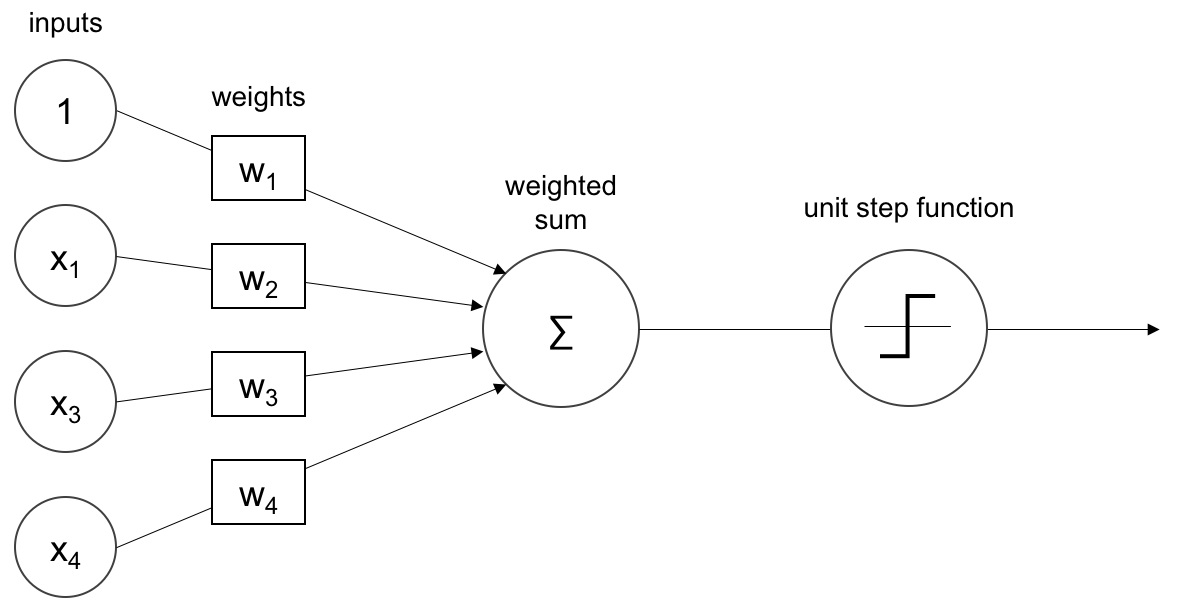 inputs
1
x₁
x₃
x₄
weights
w₁
w₂
w₃
w₄
weighted
sum
Σ
unit step function